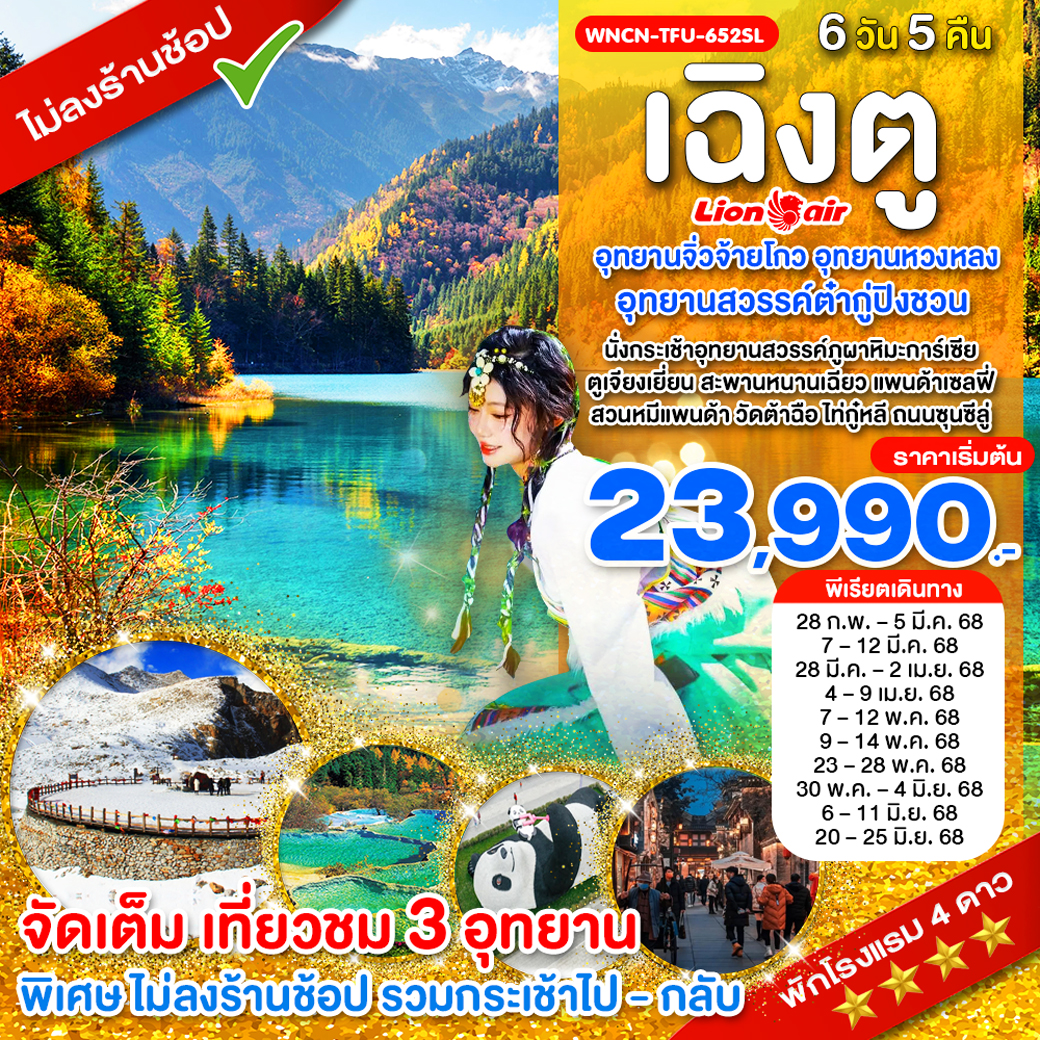 ไม่ลงร้านช้อป
WNCN-TFU-652SL
6 วัน 5 คืน
เฉิงตู
Lion air
อุทยานจิ่วจ้ายโกว อุทยานหวงหลง
อุทยานสวรรค์ต๋ากู่ปิงชวน
นั่งกระเช้าอุทยานสวรรค์ภูผาหิมะการ์เซีย
ตูเจียงเยี่ยน สะพานหนานเฉียว แพนด้าเซลฟี่
สวนหมีแพนด้า วัดต้าฉือ ไท่กู๋หลี ถนนชุนซีลู่
ราคาเริ่มต้น
23,990.-
พีเรียตเดินทาง
28 ก.พ. – 5 มี.ค. 68
7 – 12 มี.ค. 68
28 มี.ค. – 2 เม.ย. 68
4 – 9 เม.ย. 68
7 – 12 พ.ค. 68
9 – 14 พ.ค. 68
23 – 28 พ.ค. 68
30 พ.ค. – 4 มิ.ย. 68
6 – 11 มิ.ย. 68
20 – 25 มิ.ย. 68
จัดเต็ม เที่ยวชม 3 อุทยาน
พิเศษ ไม่ลงร้านช้อป รวมกระเช้าไป – กลับ
พักโรงแรม 4 ดาว